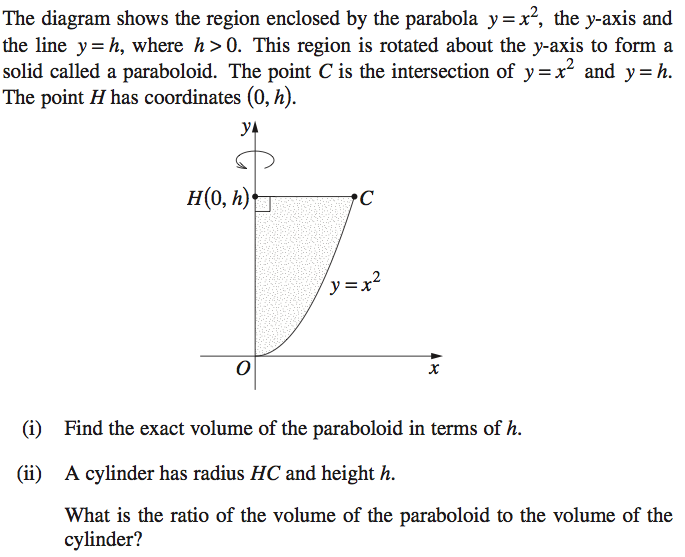 The diagram shows the region enclosed by the parabola y = x², the y-axis and
the line y = h, where h > 0. This region is rotated about the y-axis to form a
solid called a paraboloid. The point C is the intersection of y = x² and y = h.
The point H has coordinates (0, h).
y
H(0, h)
C
y = x²
O
x
(i) Find the exact volume of the paraboloid in terms of h.
(ii) A cylinder has radius HC and height h.
What is the ratio of the volume of the paraboloid to the volume of the
cylinder?